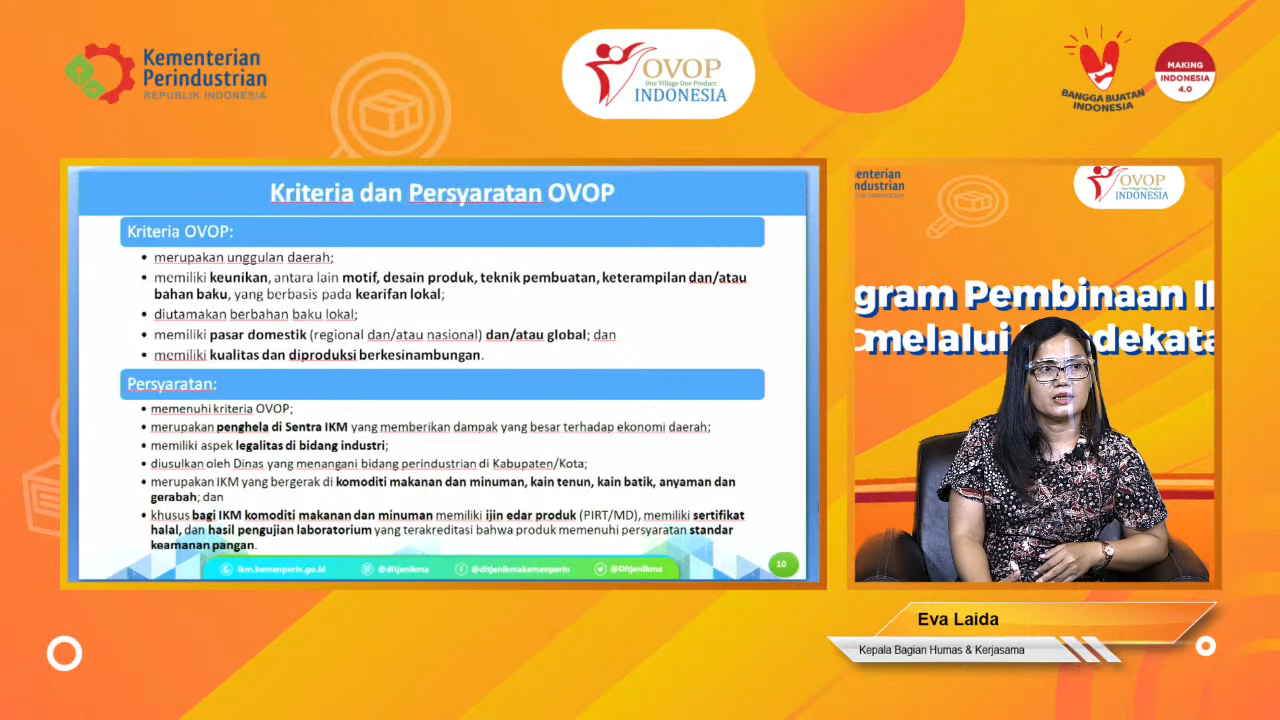 Kementerian
Perindustrian
REPUBLIK INDONESIA
OVOP
One Village One Product
INDONESIA
BANGGA BUATAN
INDONESIA
MAKING
INDONESIA
4.0
Kriteria dan Persyaratan OVOP
Kriteria OVOP:
• merupakan unggulan daerah;
• memiliki keunikan, antara lain motif, desain produk, teknik pembuatan, keterampilan dan/atau
bahan baku, yang berbasis pada kearifan lokal;
• diutamakan berbahan baku lokal;
• memiliki pasar domestik (regional dan/atau nasional) dan/atau global; dan
• memiliki kualitas dan diproduksi berkesinambungan.
Persyaratan:
• memenuhi kriteria OVOP;
• merupakan penghela di Sentra IKM yang memberikan dampak yang besar terhadap ekonomi daerah;
• memiliki aspek legalitas di bidang industri;
• diusulkan oleh Dinas yang menangani bidang perindustrian di Kabupaten/Kota;
• merupakan IKM yang bergerak di komoditi makanan dan minuman, kain tenun, kain batik, anyaman dan
gerabah; dan
• khusus bagi IKM komoditi makanan dan minuman memiliki ijin edar produk (PIRT/MD), memiliki sertifikat
halal, dan hasil pengujian laboratorium yang terakreditasi bahwa produk memenuhi persyaratan standar
keamanan pangan.
ikm.kemenperin.go.id
@ditjenikma
@ditjenikmakemenperin
@Ditjenikma
10
enterian
ndustrian
OVOP
One Village One Product
INDONESIA
gram Pembinaan I
melalui
dekata
Eva Laida
Kepala Bagian Humas & Kerjasama